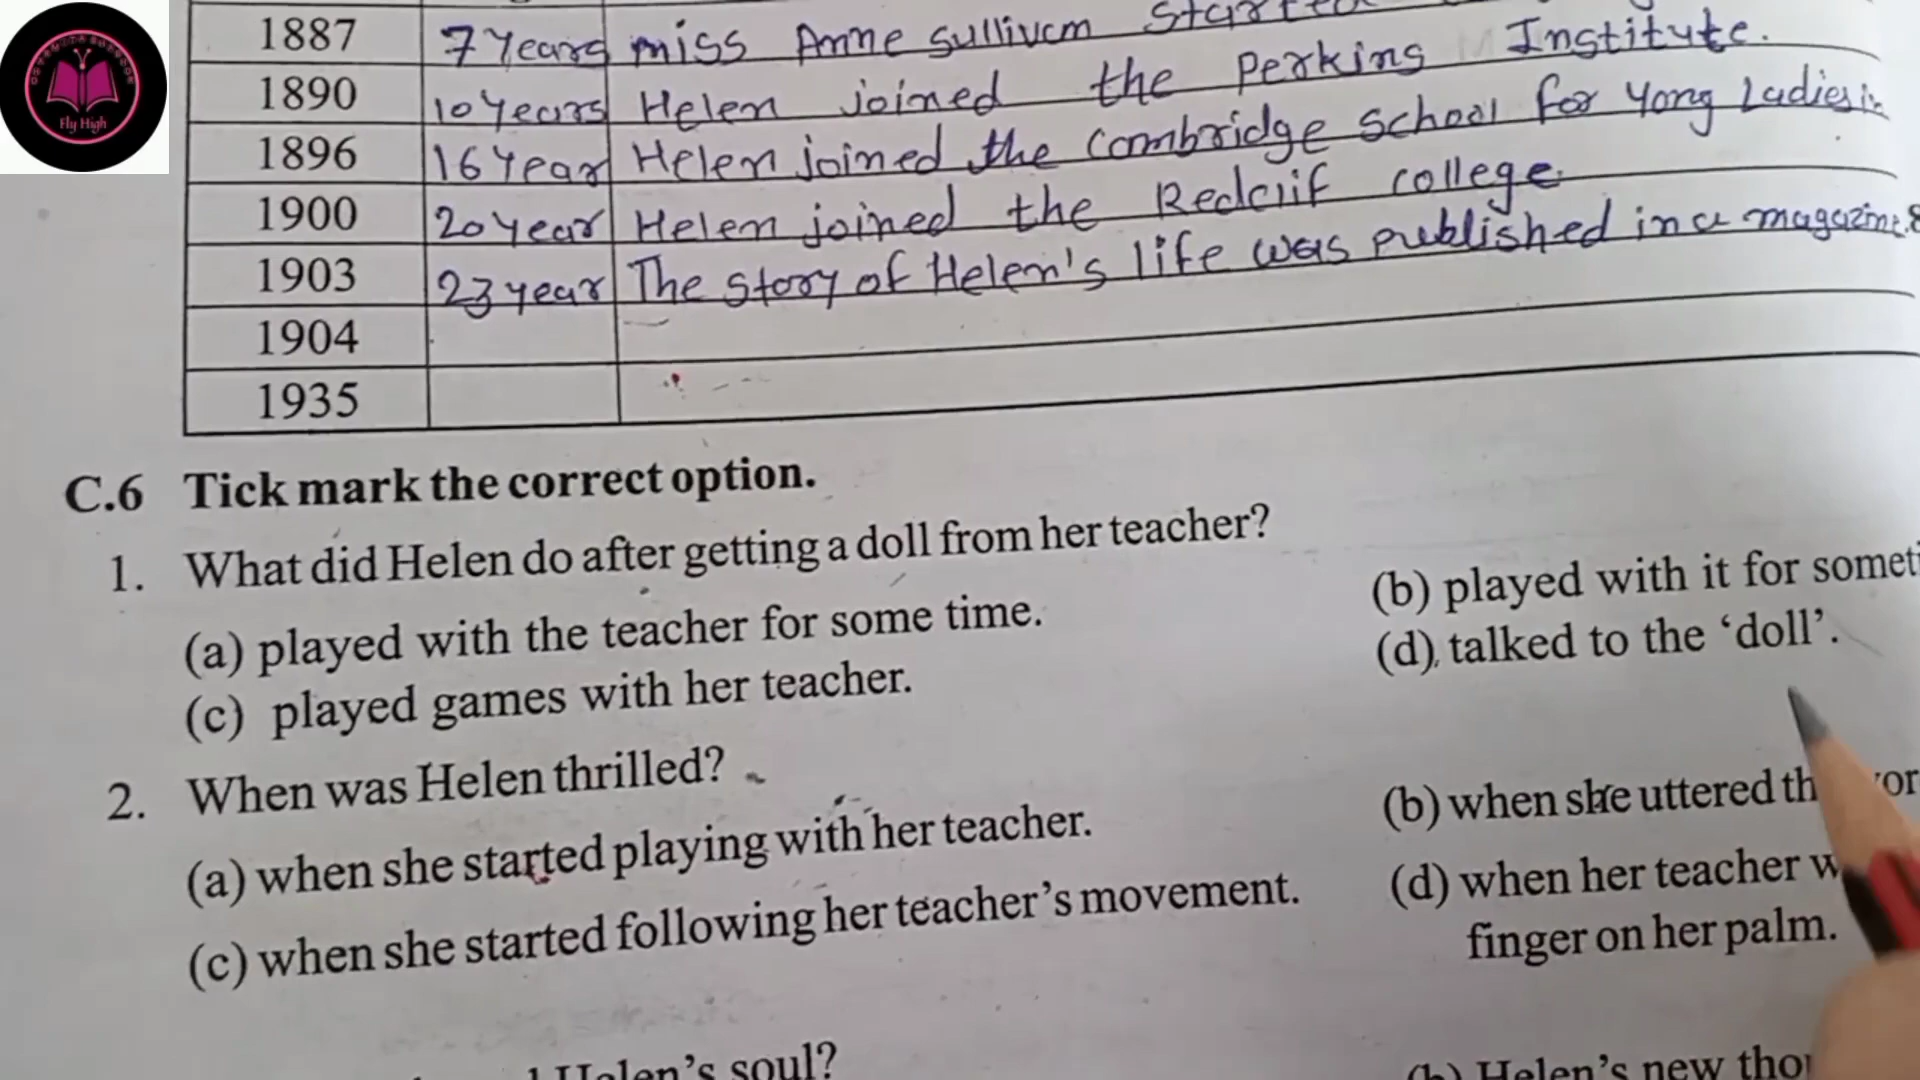 Fly High
1887 7 Years miss Anne sullivan
1890 10 Years Helen joined the perkins Institute.
1896 16 Year Helen joined the Combridge School for Yong Ladies in
1900 20 year Helen joined the Redclif college.
1903 23 year The story of Helen's life was published in a magazine.
1904
1935
C.6 Tick mark the correct option.
1. What did Helen do after getting a doll from her teacher?
(a) played with the teacher for some time.
(b) played with it for
(c) played games with her teacher.
(d) talked to the ‘doll’.
2. When was Helen thrilled?
(a) when she started playing with her teacher.
(b) when she uttered
(c) when she started following her teacher’s movement.
(d) when her teacher
finger on her palm.
Helen’s soul?
(b) Helen’s new